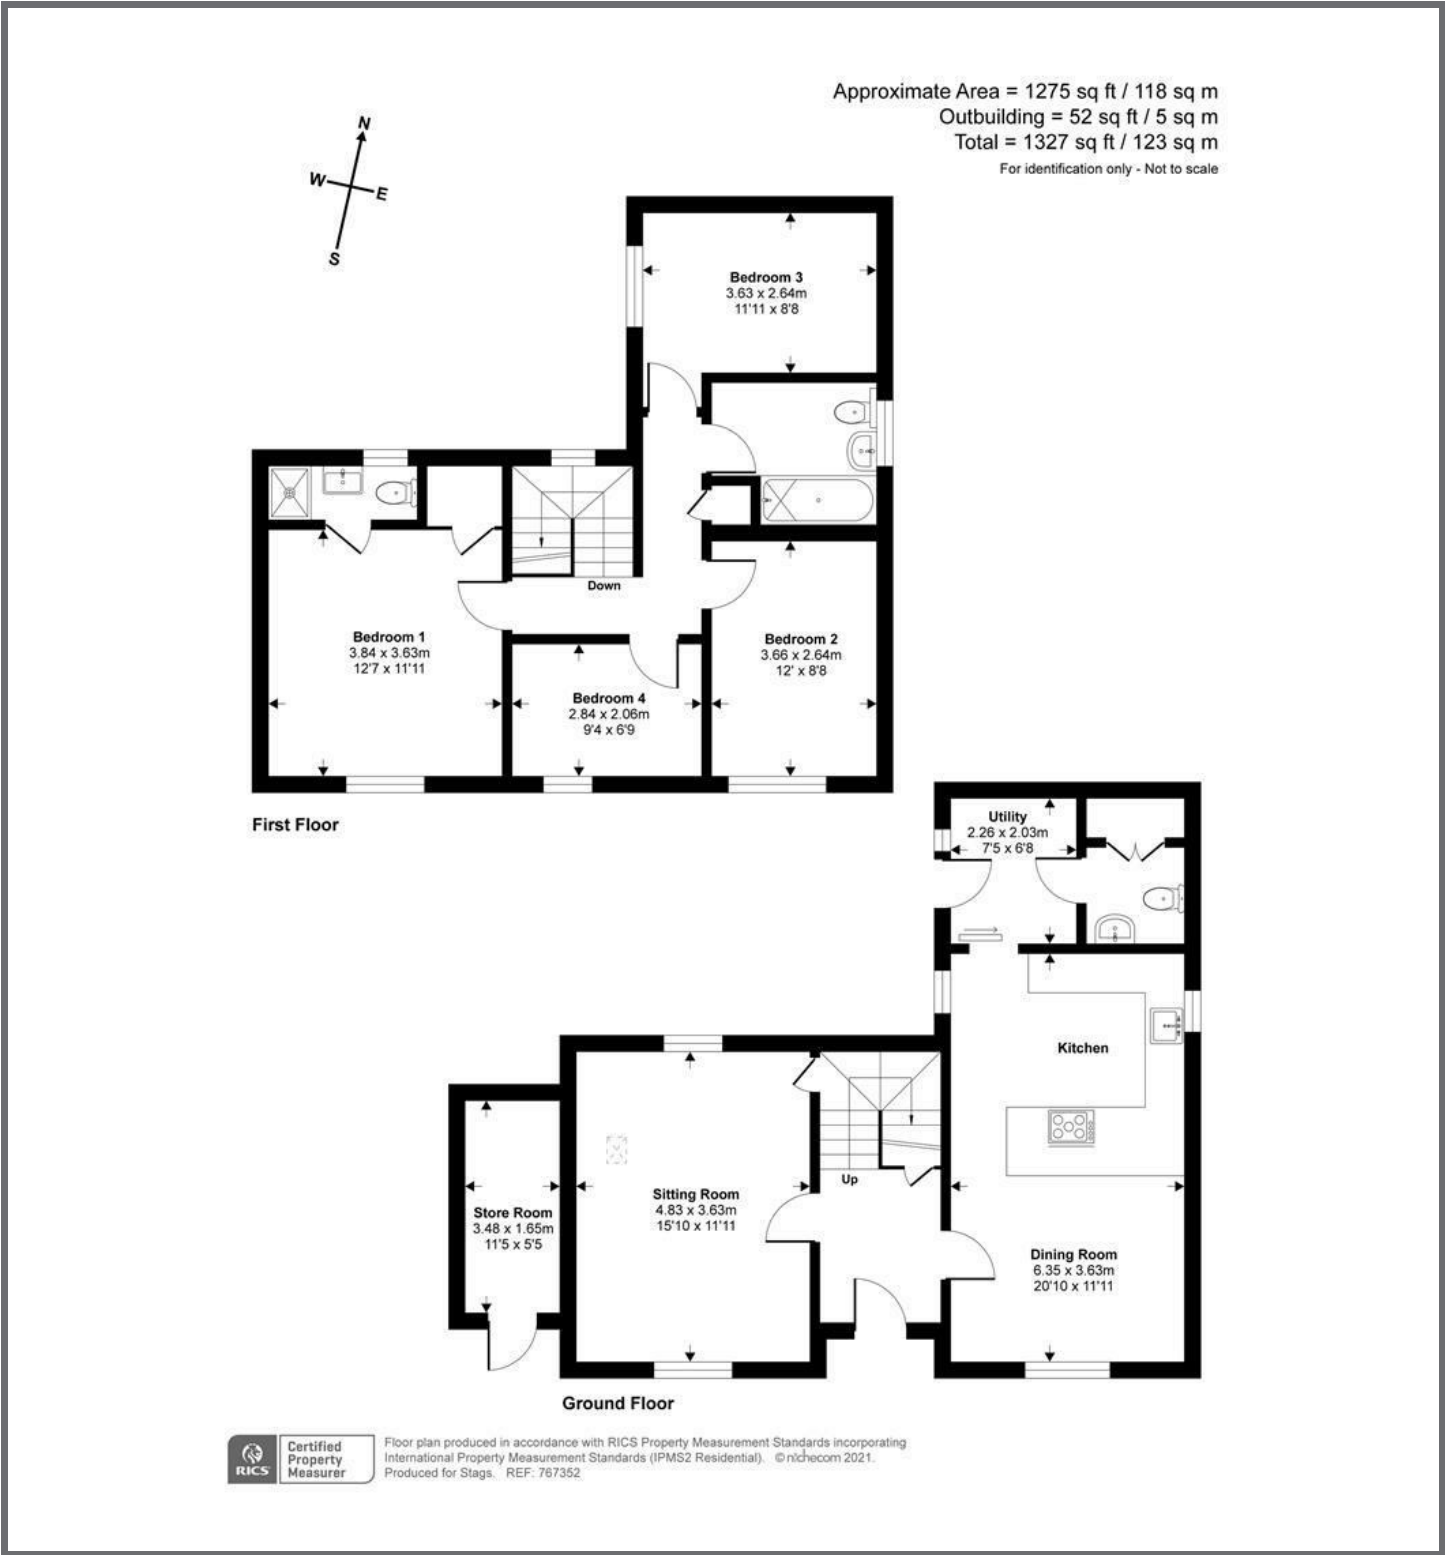 Approximate Area = 1275 sq ft / 118 sq m
Outbuilding = 52 sq ft / 5 sq m
Total = 1327 sq ft / 123 sq m
For identification only - Not to scale
N
W
E
S
Bedroom 3
3.63 x 2.64m
11'11 x 8'8
Down
Bedroom 1
3.84 x 3.63m
12'7 x 11'11
Bedroom 2
3.66 x 2.64m
12' x 8'8
Bedroom 4
2.84 x 2.06m
9'4 x 6'9
First Floor
Utility
2.26 x 2.03m
7'5 x 6'8
Kitchen
Up
Sitting Room
4.83 x 3.63m
15'10 x 11'11
Store Room
3.48 x 1.65m
11'5 x 5'5
Dining Room
6.35 x 3.63m
20'10 x 11'11
Ground Floor
RICS
Certified
Property
Measurer
Floor plan produced in accordance with RICS Property Measurement Standards incorporating
International Property Measurement Standards (IPMS2 Residential). © nichecom 2021.
Produced for Stags. REF: 767352